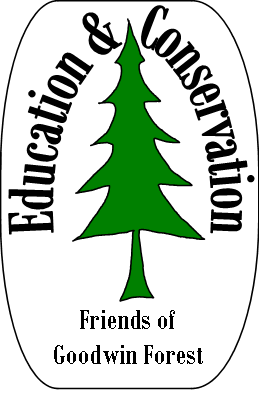 Education & Conservation
Friends of
Goodwin Forest